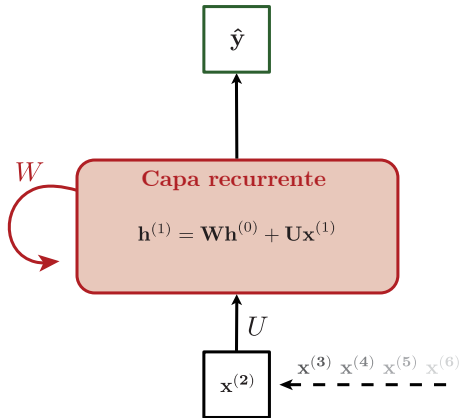 ŷ
W
Capa recurrente
h^(1) = Wh^(0) + Ux^(1)
U
x^(3) x^(4) x^(5) x^(6)
x^(2)